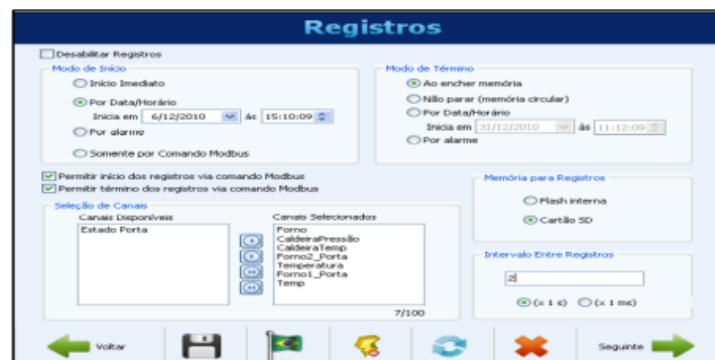 Registros
Desabilitar Registros
Modo de Início
Início Imediato
Por Data/Horário
Inicia em 6/12/2010 às 15:10:09
Por alarme
Somente por Comando Modbus
Modo de Término
Ao encher memória
Não parar (memória circular)
Por Data/Horário
Inicia em 31/12/2010 às 11:12:09
Por alarme
Permitir início dos registros via comando Modbus
Permitir término dos registros via comando Modbus
Seleção de Canais
Canais Disponíveis
Estado Porta
Canais Selecionados
Forno
CaldeiraPressão
CaldeiraTemp
Forno2_Porta
Temperatura
Forno1_Porta
Temp
7/100
Memória para Registros
Flash interna
Cartão SD
Intervalo Entre Registros
2
(x 1 s) (x 1 ms)
Voltar
Seguinte